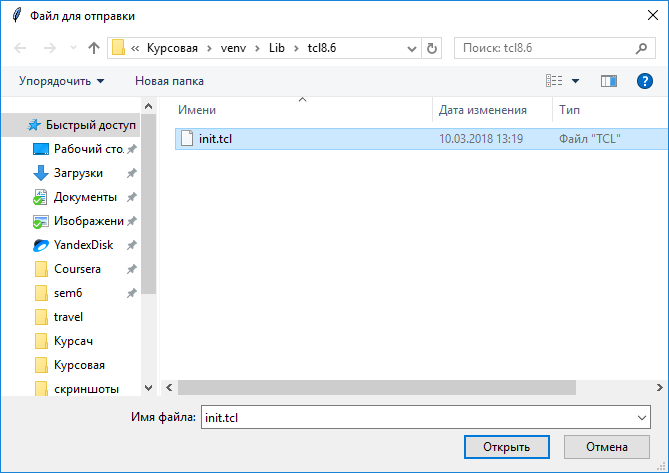 Файл для отправки
« Курсовая › venv › Lib › tcl8.6
Поиск: tcl8.6
Упорядочить
Новая папка
Имени
Дата изменения
Тип
Быстрый доступ
init.tcl
10.03.2018 13:19
Файл "TCL"
Рабочий сто.
Загрузки
Документы
Изображени
YandexDisk
Coursera
sem6
travel
Курсач
Курсовая
скриншоты
Имя файла:
init.tcl
Открыть
Отмена